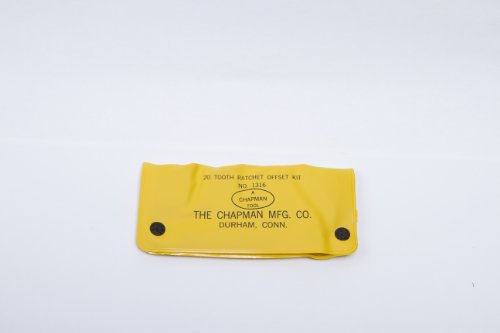 20 TOOTH RATCHET OFFSET KIT
NO. 1316
A
CHAPMAN
TOOL
THE CHAPMAN MFG. CO.
DURHAM, CONN.